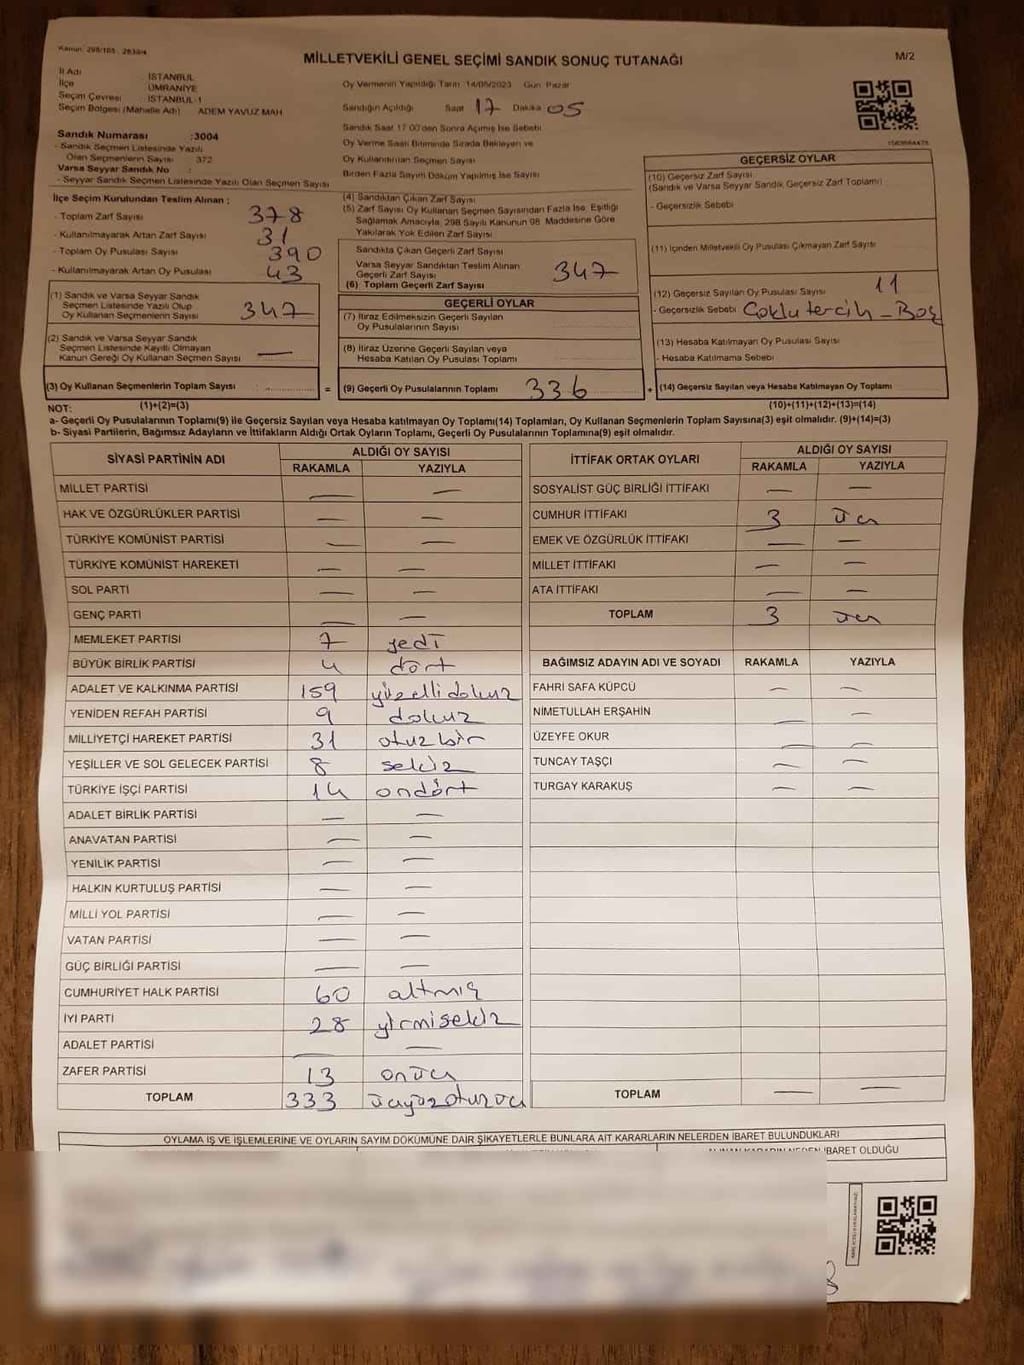 Kanun: 298/105 - 2839/4
MİLLETVEKİLİ GENEL SEÇİMİ SANDIK SONUÇ TUTANAĞI
M/2
İl Adı : İSTANBUL
İlçe : ÜMRANİYE
Seçim Çevresi : İSTANBUL-1
Seçim Bölgesi (Mahalle Adı) : ADEM YAVUZ MAH
Sandık Numarası :3004
- Sandık Seçmen Listesinde Yazılı
Olan Seçmenlerin Sayısı : 372
Varsa Seyyar Sandık No :
- Seyyar Sandık Seçmen Listesinde Yazılı Olan Seçmen Sayısı
Oy Vermenin Yapıldığı Tarih: 14/05/2023 Gün: Pazar
Sandığın Açıldığı Saat 17 Dakika 05
Sandık Saat 17:00'den Sonra Açılmış İse Sebebi
Oy Verme Saati Bitiminde Sırada Bekleyen ve
Oy Kullandırılan Seçmen Sayısı
Birden Fazla Sayım Döküm Yapılmış İse Sayısı
İlçe Seçim Kurulundan Teslim Alınan :
- Toplam Zarf Sayısı 378
- Kullanılmayarak Artan Zarf Sayısı 31
- Toplam Oy Pusulası Sayısı 390
- Kullanılmayarak Artan Oy Pusulası 43
(1) Sandık ve Varsa Seyyar Sandık
Seçmen Listesinde Yazılı Olup
Oy Kullanan Seçmenlerin Sayısı 347
(2) Sandık ve Varsa Seyyar Sandık
Seçmen Listesinde Kayıtlı Olmayan
Kanun Gereği Oy Kullanan Seçmen Sayısı —
(3) Oy Kullanan Seçmenlerin Toplam Sayısı =
(1)+(2)=(3)
(4) Sandıktan Çıkan Zarf Sayısı
(5) Zarf Sayısı Oy Kullanan Seçmen Sayısından Fazla İse, Eşitliği
Sağlamak Amacıyla, 298 Sayılı Kanunun 98. Maddesine Göre
Yakılarak Yok Edilen Zarf Sayısı
Sandıkta Çıkan Geçerli Zarf Sayısı
Varsa Seyyar Sandıktan Teslim Alınan
Geçerli Zarf Sayısı
(6) Toplam Geçerli Zarf Sayısı 347
GEÇERLİ OYLAR
(7) İtiraz Edilmeksizin Geçerli Sayılan
Oy Pusulalarının Sayısı
(8) İtiraz Üzerine Geçerli Sayılan veya
Hesaba Katılan Oy Pusulası Toplamı
(9) Geçerli Oy Pusulalarının Toplamı 336 +
GEÇERSİZ OYLAR
(10) Geçersiz Zarf Sayısı
(Sandık ve Varsa Seyyar Sandık Geçersiz Zarf Toplamı)
- Geçersizlik Sebebi
(11) İçinden Milletvekili Oy Pusulası Çıkmayan Zarf Sayısı
(12) Geçersiz Sayılan Oy Pusulası Sayısı 11
- Geçersizlik Sebebi Çoklu tercih - Boş
(13) Hesaba Katılmayan Oy Pusulası Sayısı
- Hesaba Katılmama Sebebi
(14) Geçersiz Sayılan veya Hesaba Katılmayan Oy Pusulası Toplamı
(10)+(11)+(12)+(13)=(14)
NOT:
a- Geçerli Oy Pusulalarının Toplamı(9) ile Geçersiz Sayılan veya Hesaba katılmayan Oy Toplamı(14) Toplamları, Oy Kullanan Seçmenlerin Toplam Sayısına(3) eşit olmalıdır. (9)+(14)=(3)
b- Siyasi Partilerin, Bağımsız Adayların ve İttifakların Aldığı Ortak Oyların Toplamı, Geçerli Oy Pusulalarının Toplamına(9) eşit olmalıdır.
SİYASİ PARTİNİN ADI ALDIĞI OY SAYISI
RAKAMLA YAZIYLA
MİLLET PARTİSİ — —
HAK VE ÖZGÜRLÜKLER PARTİSİ — —
TÜRKİYE KOMÜNİST PARTİSİ — —
TÜRKİYE KOMÜNİST HAREKETİ — —
SOL PARTİ — —
GENÇ PARTİ — —
MEMLEKET PARTİSİ 7 yedi
BÜYÜK BİRLİK PARTİSİ 4 dört
ADALET VE KALKINMA PARTİSİ 159 yüzellidokuz
YENİDEN REFAH PARTİSİ 9 dokuz
MİLLİYETÇİ HAREKET PARTİSİ 31 otuzbir
YEŞİLLER VE SOL GELECEK PARTİSİ 8 sekiz
TÜRKİYE İŞÇİ PARTİSİ 14 ondört
ADALET BİRLİK PARTİSİ — —
ANAVATAN PARTİSİ — —
YENİLİK PARTİSİ — —
HALKIN KURTULUŞ PARTİSİ — —
MİLLİ YOL PARTİSİ — —
VATAN PARTİSİ — —
GÜÇ BİRLİĞİ PARTİSİ — —
CUMHURİYET HALK PARTİSİ 60 altmış
İYİ PARTİ 28 yirmisekiz
ADALET PARTİSİ — —
ZAFER PARTİSİ 13 onüç
TOPLAM 333 üçyüzotuzüç
İTTİFAK ORTAK OYLARI ALDIĞI OY SAYISI
RAKAMLA YAZIYLA
SOSYALİST GÜÇ BİRLİĞİ İTTİFAKI — —
CUMHUR İTTİFAKI 3 üç
EMEK VE ÖZGÜRLÜK İTTİFAKI — —
MİLLET İTTİFAKI — —
ATA İTTİFAKI — —
TOPLAM 3 üç
BAĞIMSIZ ADAYIN ADI VE SOYADI RAKAMLA YAZIYLA
FAHRİ SAFA KÜPCÜ — —
NİMETULLAH ERŞAHİN — —
ÜZEYFE OKUR — —
TUNCAY TAŞÇI — —
TURGAY KARAKUŞ — —
TOPLAM — —
OYLAMA İŞ VE İŞLEMLERİNE VE OYLARIN SAYIM DÖKÜMÜNE DAİR ŞİKAYETLERLE BUNLARA AİT KARARLARIN NELERDEN İBARET BULUNDUKLARI
ALINAN KARARIN NEDEN İBARET OLDUĞU